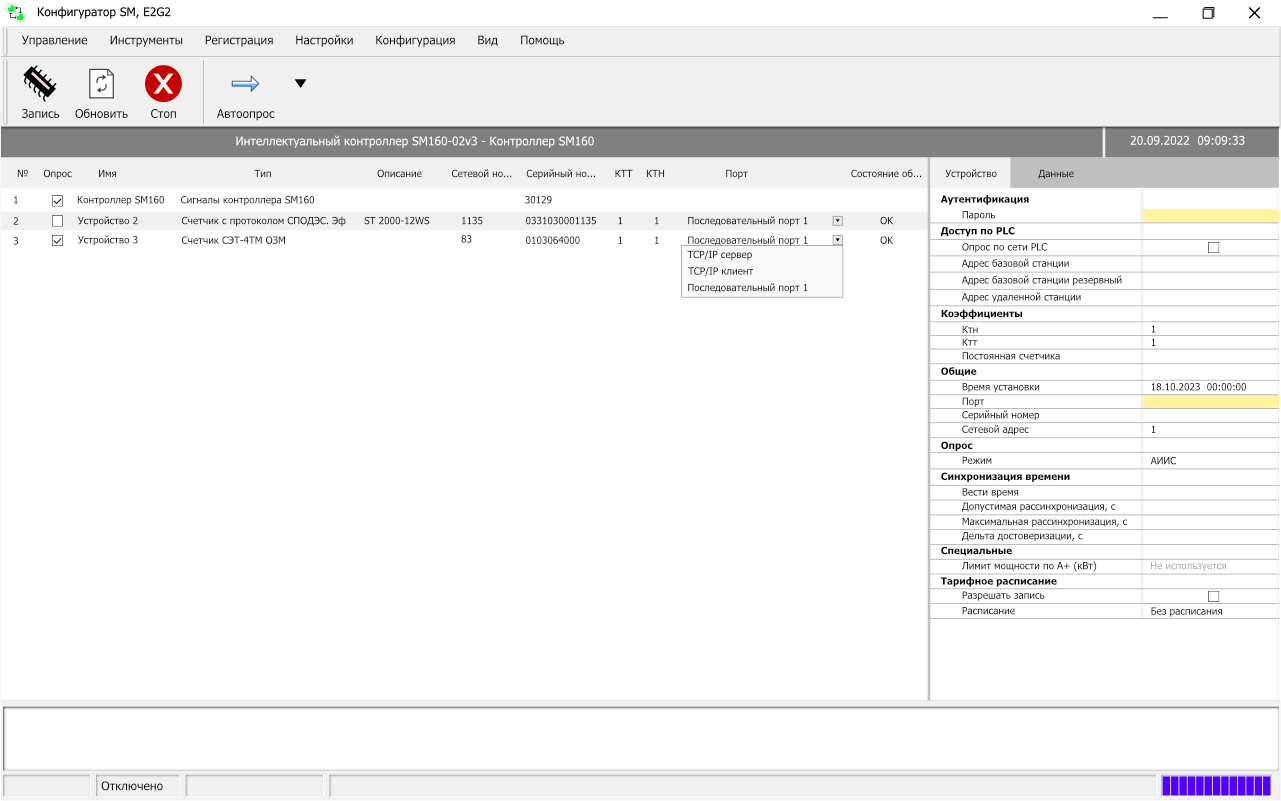 Конфигуратор SM, E2G2
Управление Инструменты Регистрация Настройки Конфигурация Вид Помощь
Запись Обновить Стоп Автоопрос
Интеллектуальный контроллер SM160-02v3 - Контроллер SM160 20.09.2022 09:09:33
№ Опрос Имя Тип Описание Сетевой но... Серийный но... КТТ КТН Порт Состояние об...
1 Контроллер SM160 Сигналы контроллера SM160 30129
2 Устройство 2 Счетчик с протоколом СПОДЭС. Эф ST 2000-12WS 1135 0331030001135 1 1 Последовательный порт 1 OK
3 Устройство 3 Счетчик СЭТ-4ТМ ОЗМ 83 0103064000 1 1 Последовательный порт 1 OK
TCP/IP сервер
TCP/IP клиент
Последовательный порт 1
Устройство Данные
Аутентификация
Пароль
Доступ по PLC
Опрос по сети PLC
Адрес базовой станции
Адрес базовой станции резервный
Адрес удаленной станции
Коэффициенты
Ктн 1
Ктт 1
Постоянная счетчика
Общие
Время установки 18.10.2023 00:00:00
Порт
Серийный номер
Сетевой адрес 1
Опрос
Режим АИИС
Синхронизация времени
Вести время
Допустимая рассинхронизация, с
Максимальная рассинхронизация, с
Дельта достоверизации, с
Специальные
Лимит мощности по А+ (кВт) Не используется
Тарифное расписание
Разрешать запись
Расписание Без расписания
Отключено